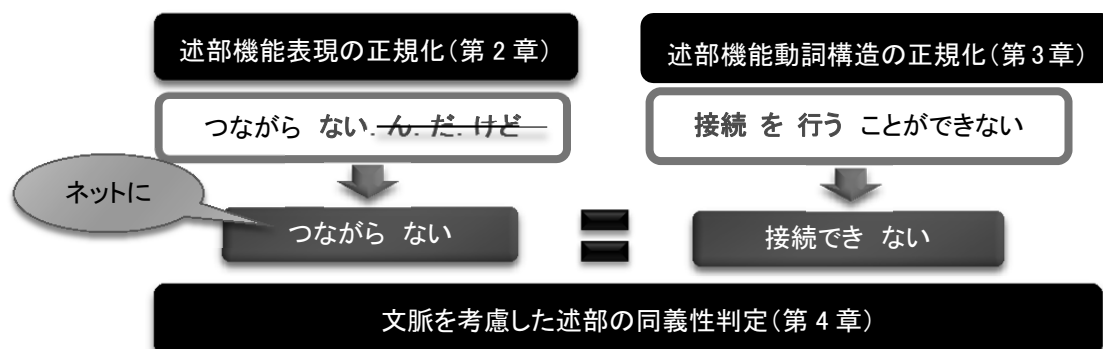 述部機能表現の正規化(第2章)
述部機能動詞構造の正規化(第3章)
つながら ない.ん.だ.けど
接続 を 行う ことができない
ネットに
つながら ない
接続でき ない
文脈を考慮した述部の同義性判定(第4章)